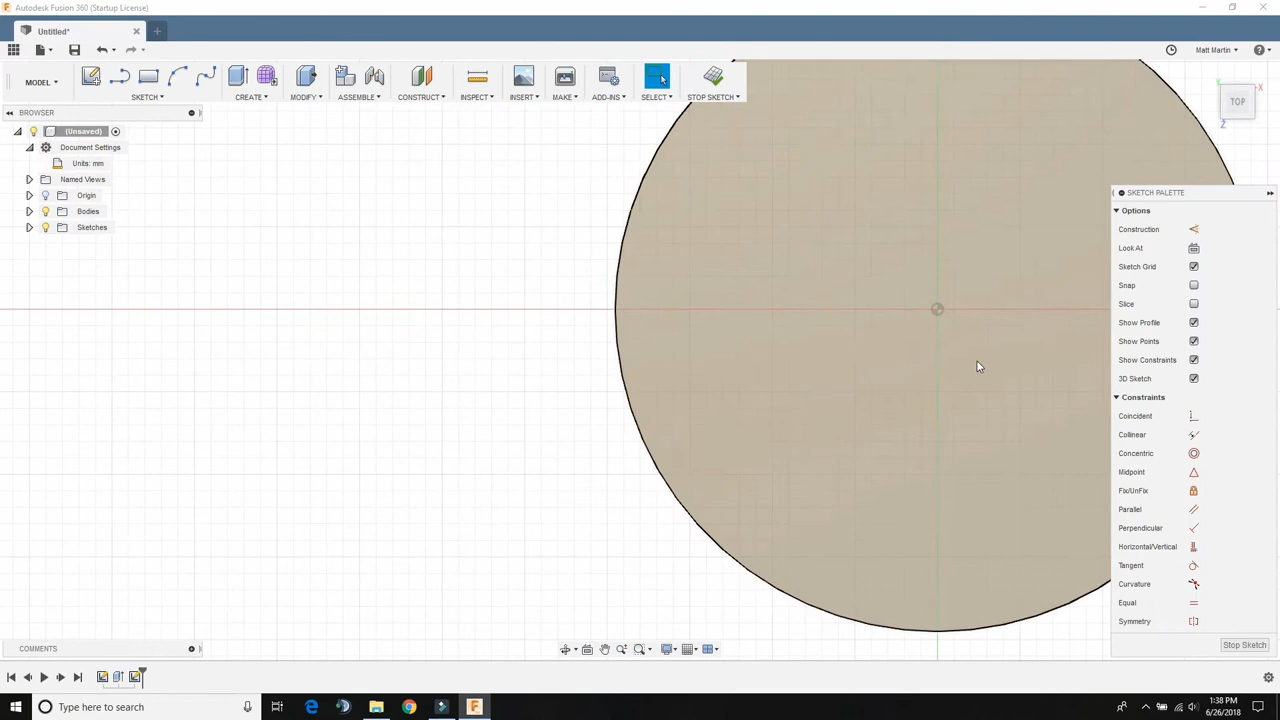 Autodesk Fusion 360 (Startup License)
Untitled*
Matt Martin
MODEL
SKETCH
CREATE
MODIFY
ASSEMBLE
CONSTRUCT
INSPECT
INSERT
MAKE
ADD-INS
SELECT
STOP SKETCH
TOP
X
Z
BROWSER
(Unsaved)
Document Settings
Units: mm
Named Views
Origin
Bodies
Sketches
SKETCH PALETTE
Options
Construction
Look At
Sketch Grid
Snap
Slice
Show Profile
Show Points
Show Constraints
3D Sketch
Constraints
Coincident
Collinear
Concentric
Midpoint
Fix/UnFix
Parallel
Perpendicular
Horizontal/Vertical
Tangent
Curvature
Equal
Symmetry
Stop Sketch
COMMENTS
Type here to search
1:38 PM
6/26/2018